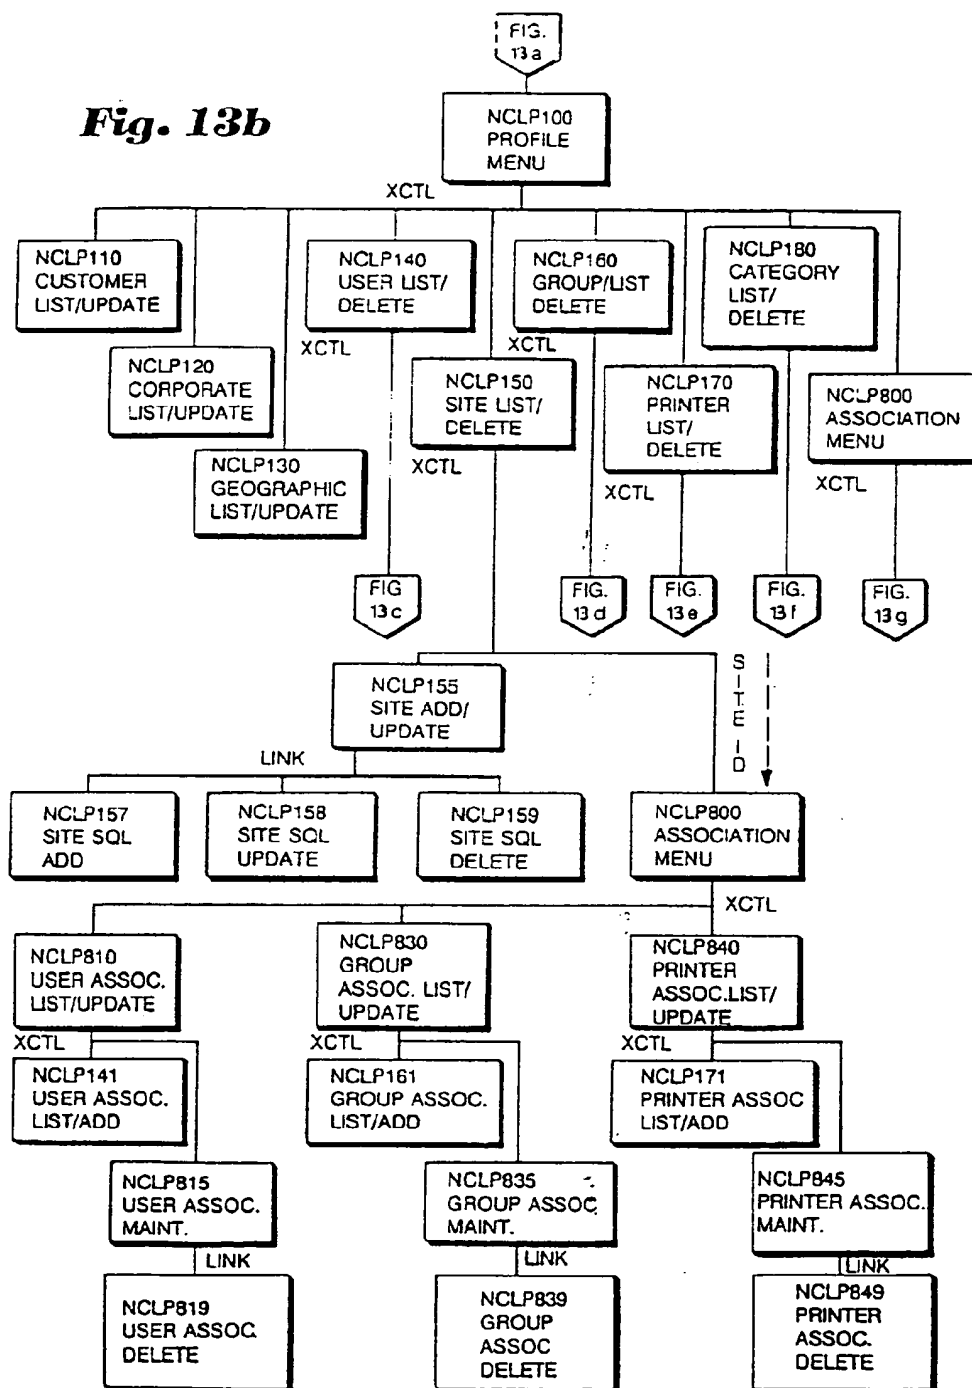 FIG.
13a
Fig. 13b
NCLP100
PROFILE
MENU
XCTL
NCLP110
CUSTOMER
LIST/UPDATE
NCLP140
USER LIST/
DELETE
NCLP160
GROUP/LIST
DELETE
NCLP180
CATEGORY
LIST/
DELETE
XCTL
XCTL
NCLP120
CORPORATE
LIST/UPDATE
NCLP150
SITE LIST/
DELETE
NCLP170
PRINTER
LIST/
DELETE
NCLP800
ASSOCIATION
MENU
NCLP130
GEOGRAPHIC
LIST/UPDATE
XCTL
XCTL
XCTL
FIG
13c
FIG.
13d
FIG.
13e
FIG.
13f
FIG.
13g
NCLP155
SITE ADD/
UPDATE
SITE ID
LINK
NCLP157
SITE SQL
ADD
NCLP158
SITE SQL
UPDATE
NCLP159
SITE SQL
DELETE
NCLP800
ASSOCIATION
MENU
XCTL
NCLP810
USER ASSOC.
LIST/UPDATE
NCLP830
GROUP
ASSOC. LIST/
UPDATE
NCLP840
PRINTER
ASSOC.LIST/
UPDATE
XCTL
XCTL
XCTL
NCLP141
USER ASSOC.
LIST/ADD
NCLP161
GROUP ASSOC.
LIST/ADD
NCLP171
PRINTER ASSOC
LIST/ADD
NCLP815
USER ASSOC.
MAINT.
NCLP835
GROUP ASSOC.
MAINT.
NCLP845
PRINTER ASSOC.
MAINT.
LINK
LINK
LINK
NCLP819
USER ASSOC.
DELETE
NCLP839
GROUP
ASSOC
DELETE
NCLP849
PRINTER
ASSOC.
DELETE